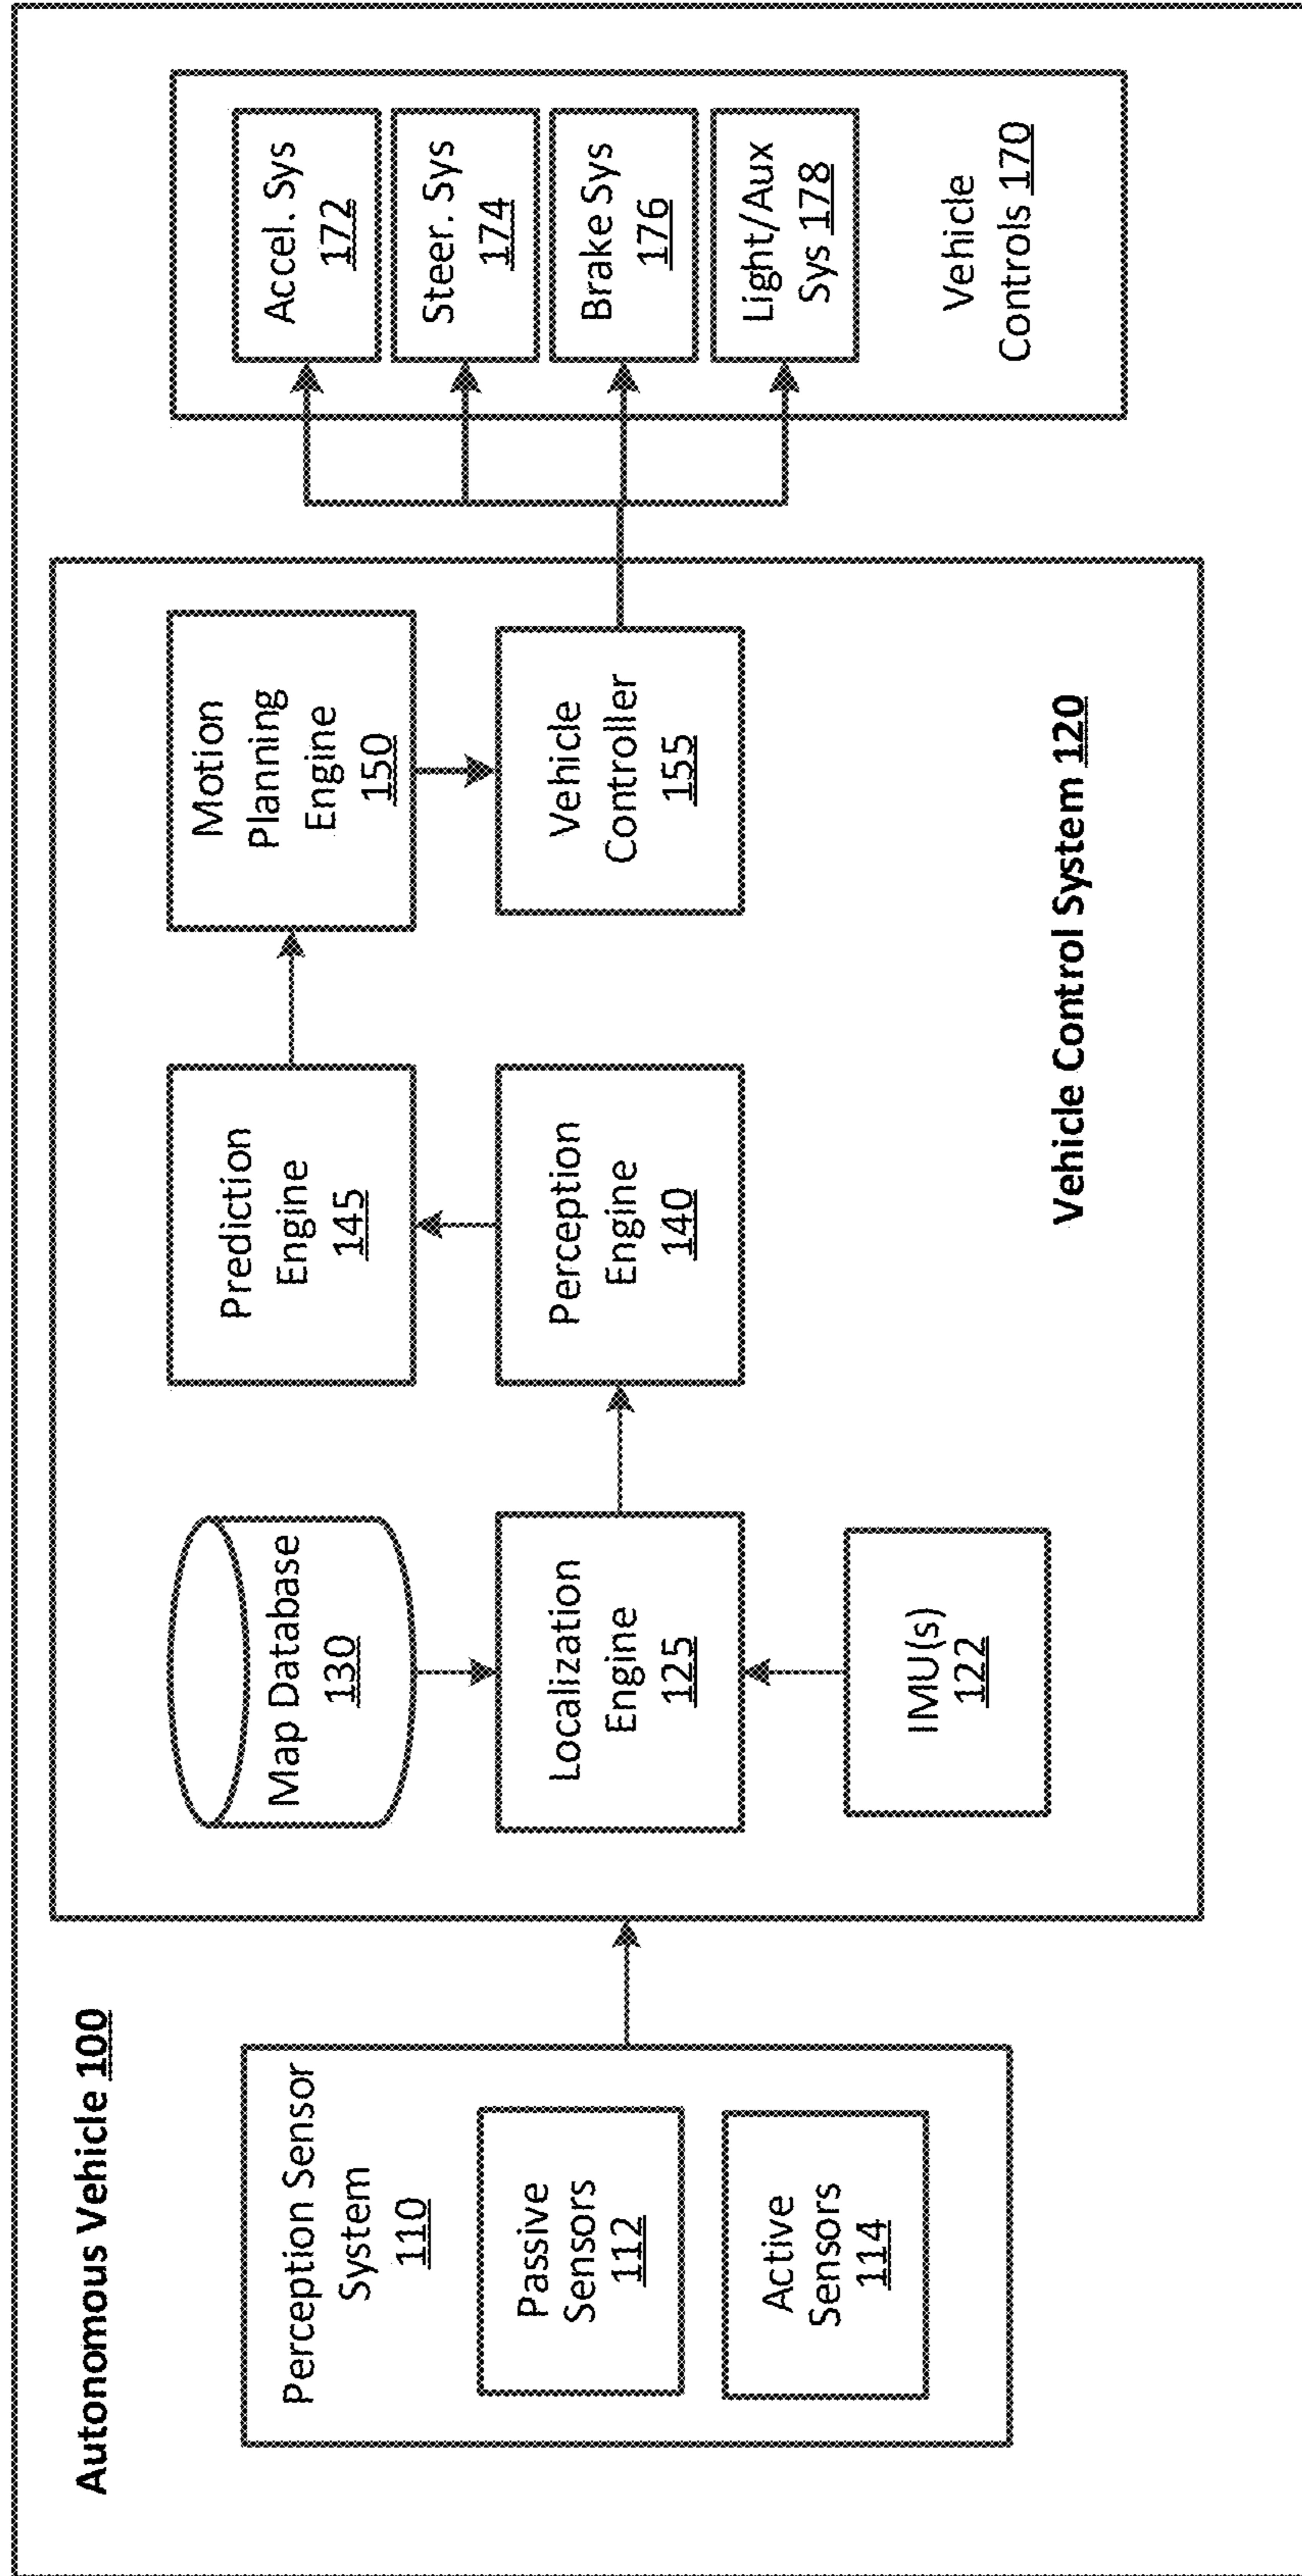 Autonomous Vehicle 100
Perception Sensor
System
110
Passive
Sensors
112
Active
Sensors
114
Map Database
130
Localization
Engine
125
IMU(s)
122
Prediction
Engine
145
Perception
Engine
140
Motion
Planning
Engine
150
Vehicle
Controller
155
Vehicle Control System 120
Accel. Sys
172
Steer. Sys
174
Brake Sys
176
Light/Aux
Sys 178
Vehicle
Controls 170